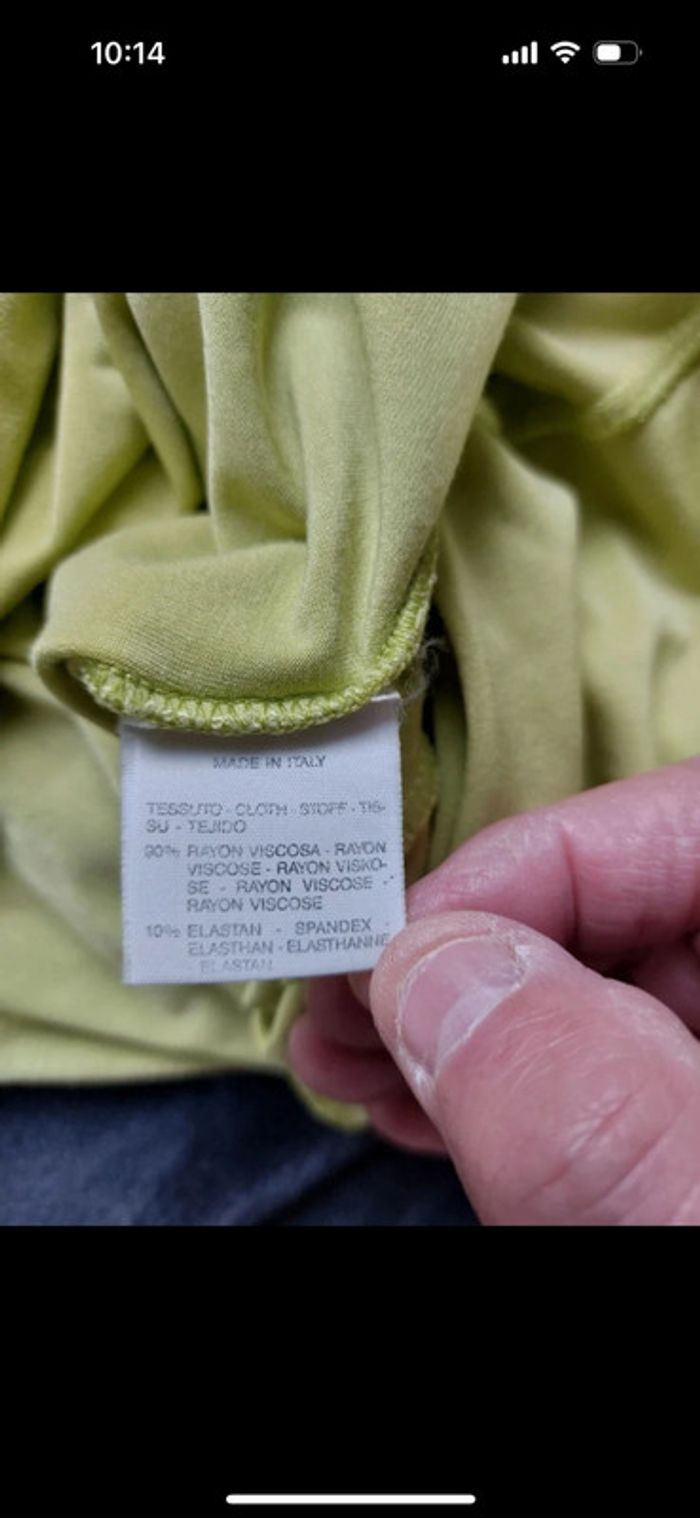 10:14
MADE IN ITALY
TESSUTO - CLOTH - STOFF - TIS-
SU - TEJIDO
90% RAYON VISCOSA - RAYON
VISCOSE - RAYON VISKO-
SE - RAYON VISCOSE -
RAYON VISCOSE
10% ELASTAN - SPANDEX -
ELASTHAN - ELASTHANNE
ELASTAN